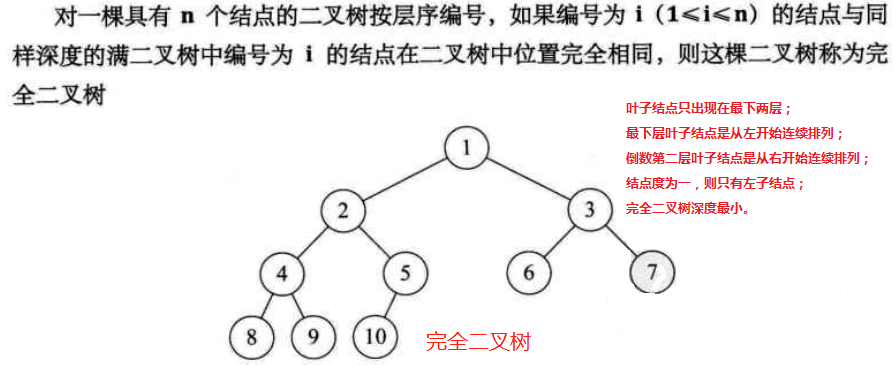 对一棵具有 n 个结点的二叉树按层序编号，如果编号为 i（1≤i≤n）的结点与同
样深度的满二叉树中编号为 i 的结点在二叉树中位置完全相同，则这棵二叉树称为完
全二叉树
叶子结点只出现在最下两层；
最下层叶子结点是从左开始连续排列；
倒数第二层叶子结点是从右开始连续排列；
结点度为一，则只有左子结点；
完全二叉树深度最小。
1
2 3
4 5 6 7
8 9 10
完全二叉树